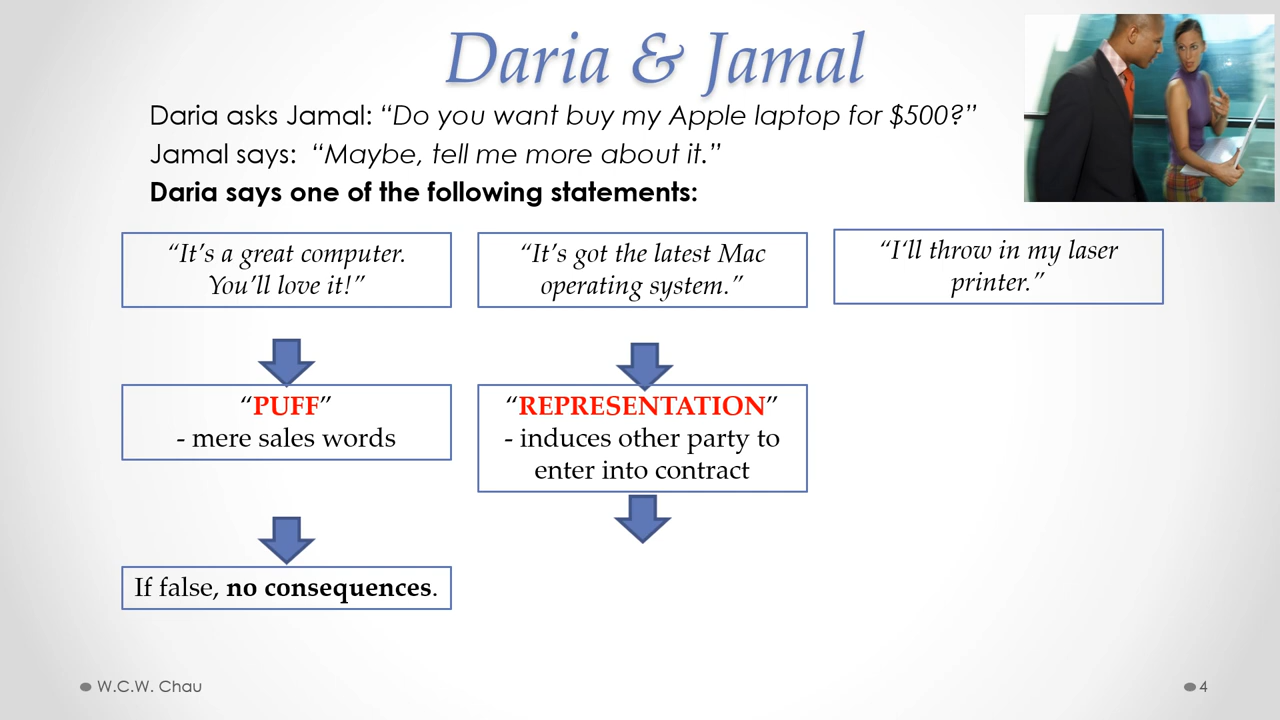 Daria & Jamal
Daria asks Jamal: “Do you want buy my Apple laptop for $500?”
Jamal says: “Maybe, tell me more about it.”
Daria says one of the following statements:
“It’s a great computer.
You’ll love it!”
“It’s got the latest Mac
operating system.”
“I‘ll throw in my laser
printer.”
“PUFF”
- mere sales words
“REPRESENTATION”
- induces other party to
enter into contract
If false, no consequences.
W.C.W. Chau
4